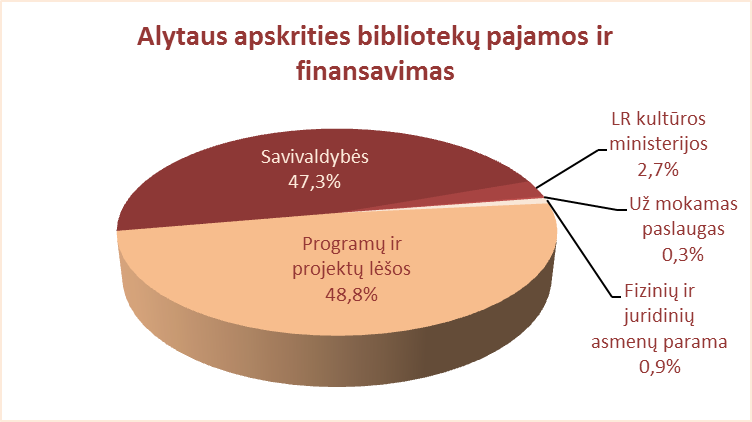 Alytaus apskrities bibliotekų pajamos ir
finansavimas
Savivaldybės
47,3%
LR kultūros
ministerijos
2,7%
Už mokamas
paslaugas
0,3%
Programų ir
projektų lėšos
48,8%
Fizinių ir
juridinių
asmenų parama
0,9%